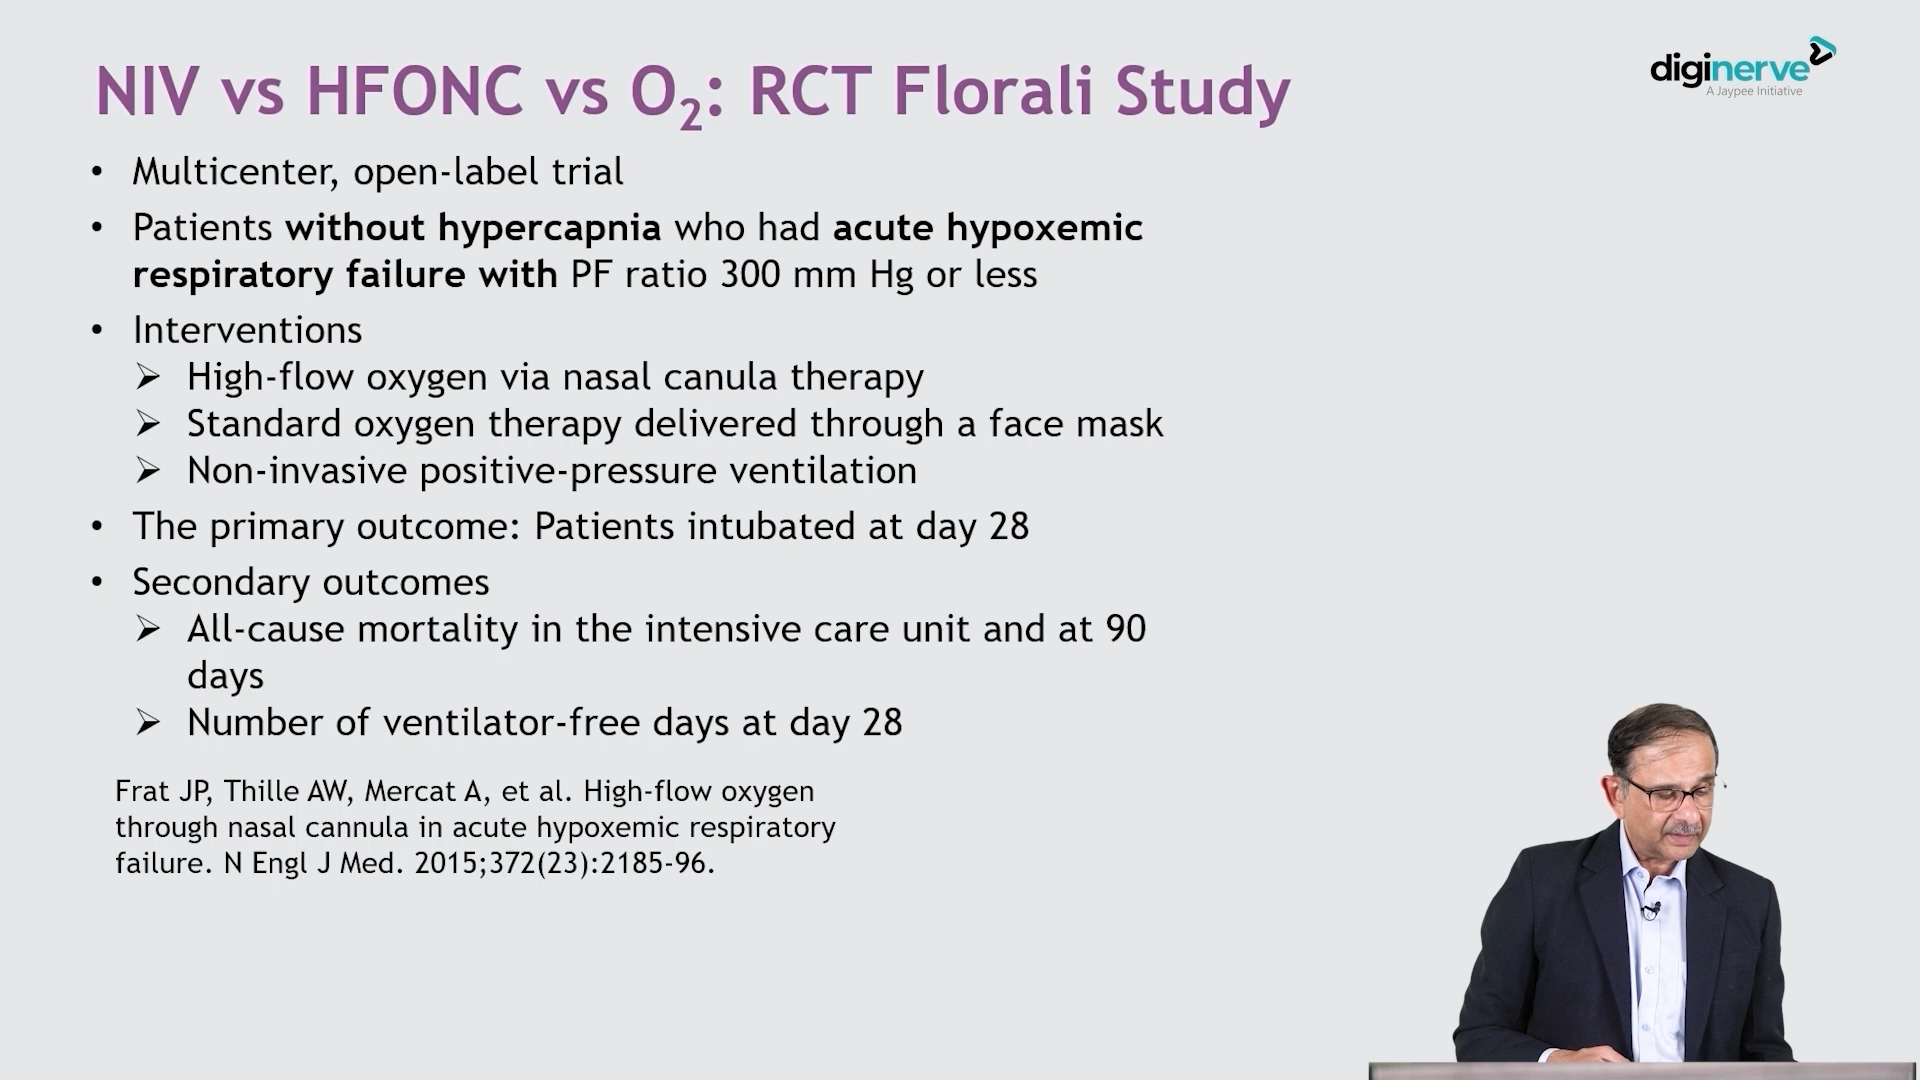 NIV vs HFONC vs O₂: RCT Florali Study
diginerve
A Jaypee Initiative
• Multicenter, open-label trial
• Patients without hypercapnia who had acute hypoxemic
respiratory failure with PF ratio 300 mm Hg or less
• Interventions
➢ High-flow oxygen via nasal canula therapy
➢ Standard oxygen therapy delivered through a face mask
➢ Non-invasive positive-pressure ventilation
• The primary outcome: Patients intubated at day 28
• Secondary outcomes
➢ All-cause mortality in the intensive care unit and at 90
days
➢ Number of ventilator-free days at day 28
Frat JP, Thille AW, Mercat A, et al. High-flow oxygen
through nasal cannula in acute hypoxemic respiratory
failure. N Engl J Med. 2015;372(23):2185-96.